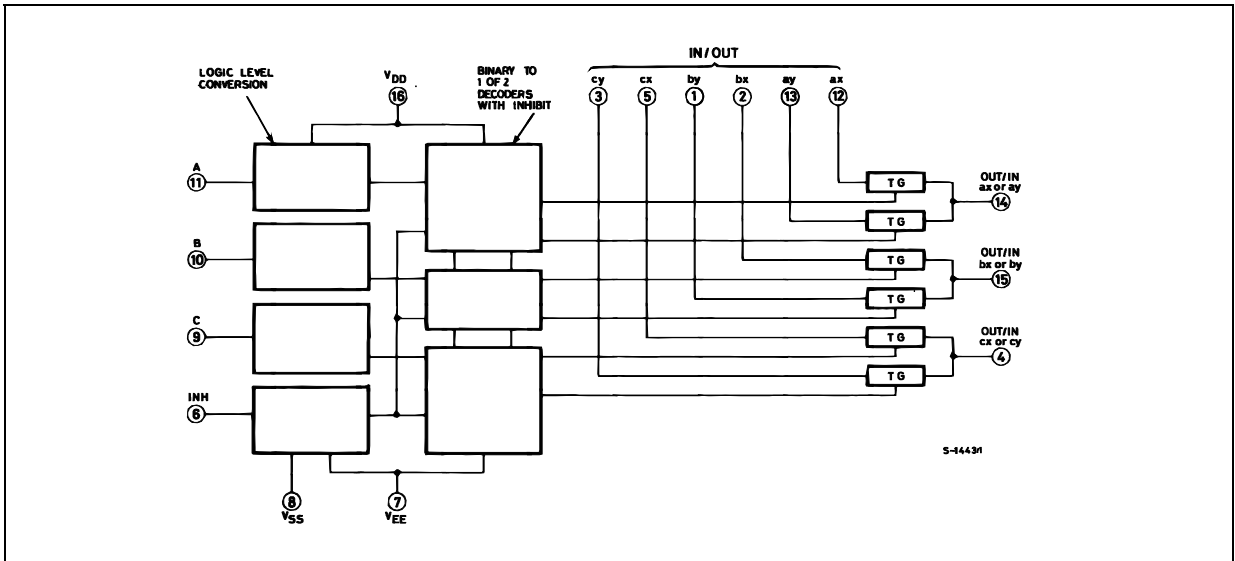 IN/OUT
LOGIC LEVEL
CONVERSION
VDD
16
BINARY TO
1 OF 2
DECODERS
WITH INHIBIT
cy cx by bx ay ax
3 5 1 2 13 12
A
11
TG
OUT/IN
ax or ay
14
TG
B
10
TG
OUT/IN
bx or by
15
TG
C
9
TG
OUT/IN
cx or cy
4
TG
INH
6
S-1443/1
8
VSS
7
VEE